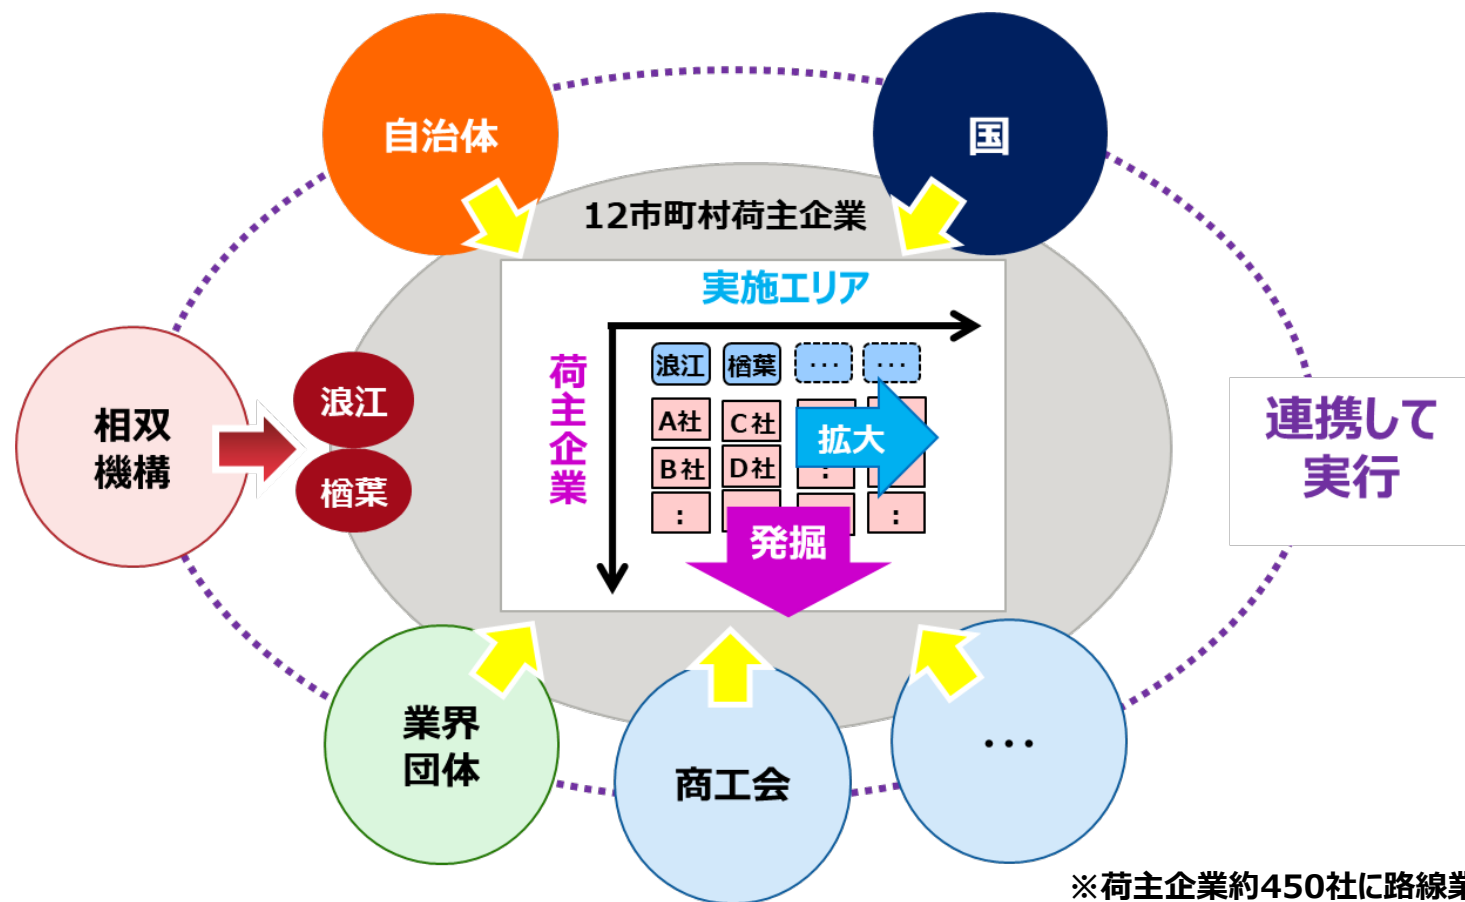 自治体
国
12市町村荷主企業
実施エリア
荷主企業
浪江
楢葉
･･･
･･･
A社
C社
B社
D社
:
:
:
拡大
発掘
相双
機構
浪江
楢葉
連携して
実行
業界
団体
商工会
･･･
※荷主企業約450社に路線業